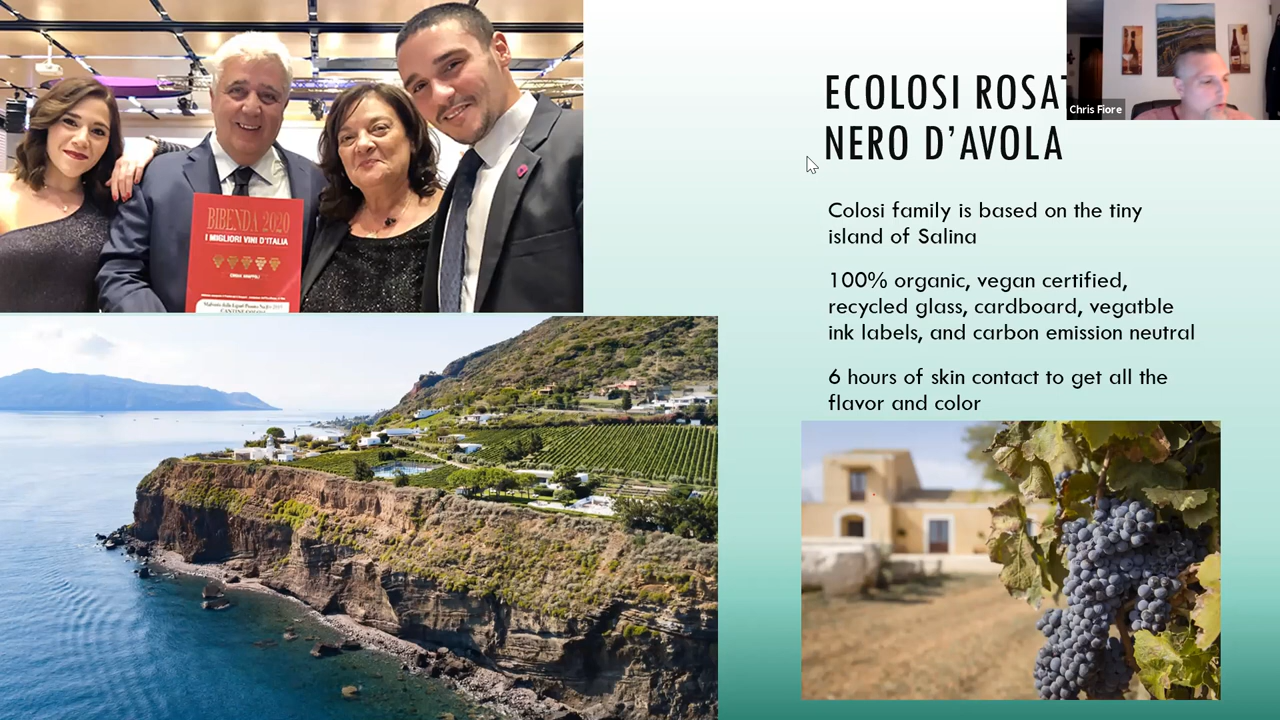 BIBENDA 2020
I MIGLIORI VINI D'ITALIA
ECOLOSI ROSAT
NERO D'AVOLA
Chris Fiore
Colosi family is based on the tiny
island of Salina
100% organic, vegan certified,
recycled glass, cardboard, vegatble
ink labels, and carbon emission neutral
6 hours of skin contact to get all the
flavor and color